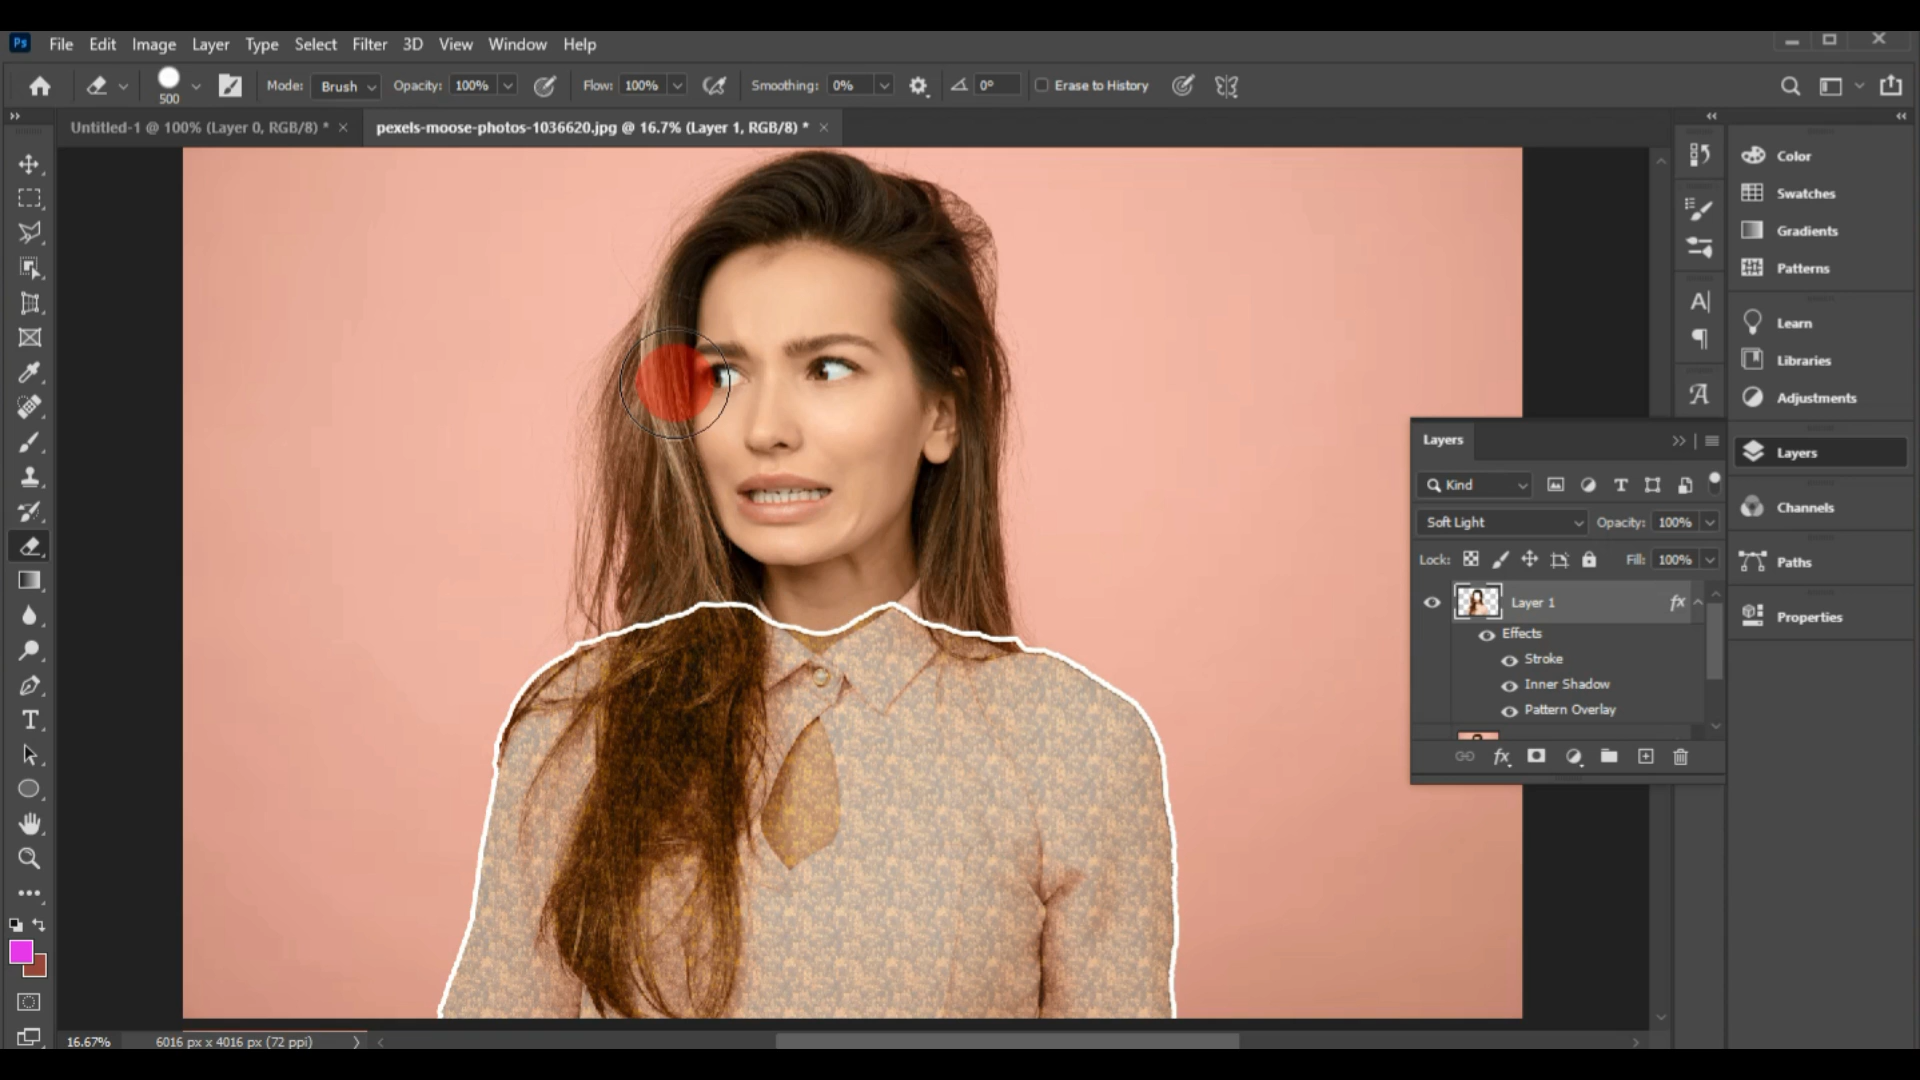 Ps File Edit Image Layer Type Select Filter 3D View Window Help
500 Mode: Brush Opacity: 100% Flow: 100% Smoothing: 0% 0° Erase to History
Untitled-1 @ 100% (Layer 0, RGB/8) * × pexels-moose-photos-1036620.jpg @ 16.7% (Layer 1, RGB/8) * ×
Color
Swatches
Gradients
Patterns
Learn
Libraries
Adjustments
Layers
Channels
Paths
Properties
Layers
Kind
Soft Light Opacity: 100%
Lock: Fill: 100%
Layer 1 fx
Effects
Stroke
Inner Shadow
Pattern Overlay
fx
16.67% 6016 px x 4016 px (72 ppi)